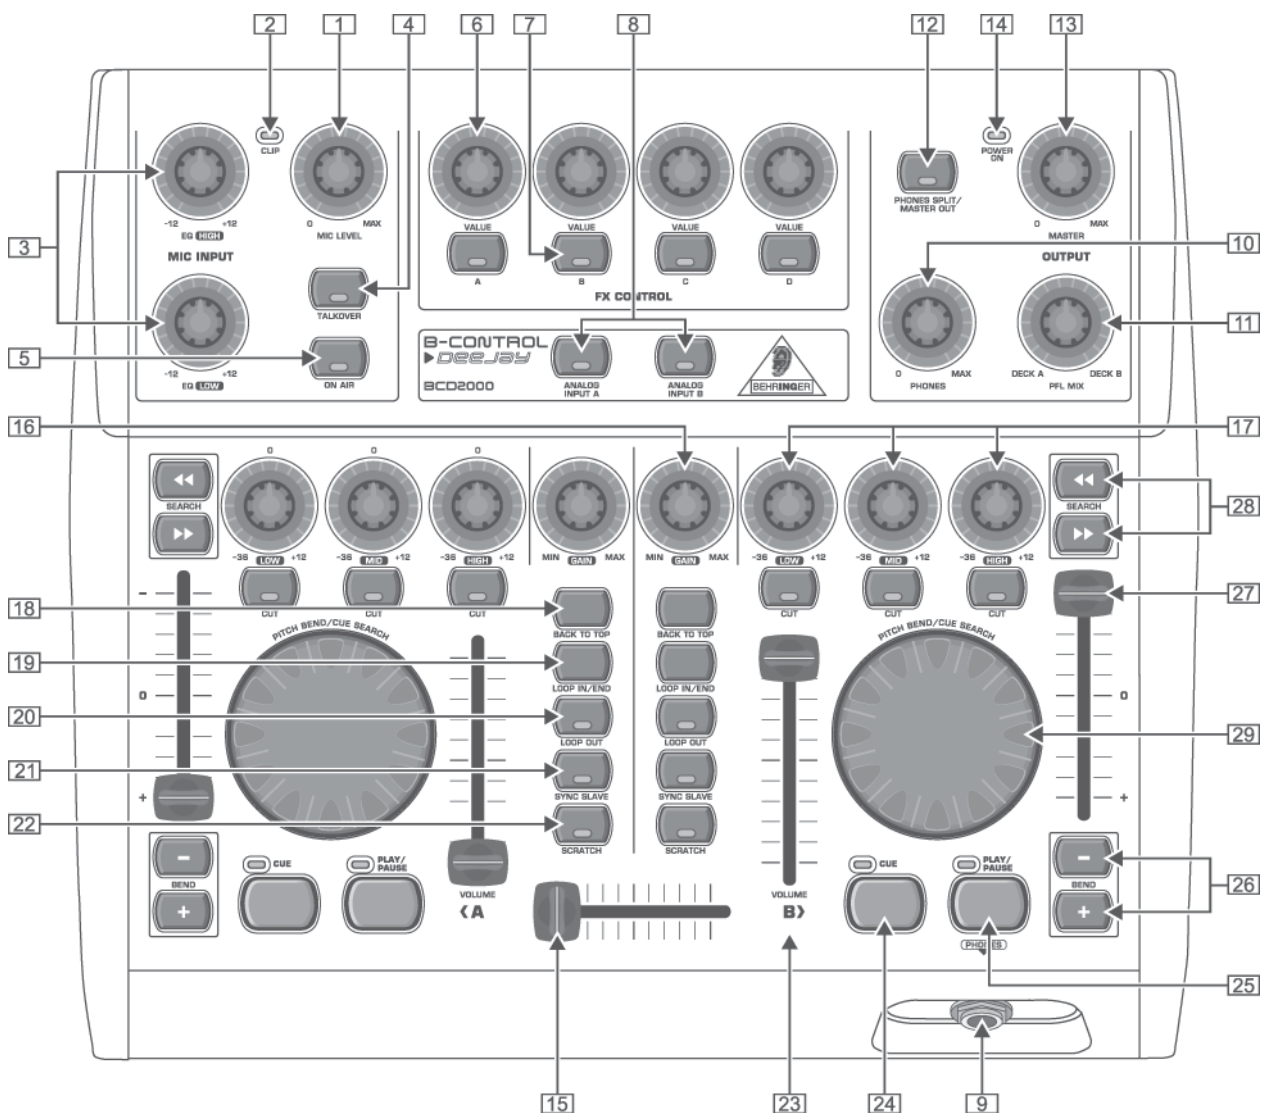 2 1 4 6 7 8 12 14 13
CLIP
POWER ON
PHONES SPLIT/ MASTER OUT
-12 +12
EQ HIGH
0 MAX
MIC LEVEL
VALUE VALUE VALUE VALUE
0 MAX
MASTER
3
MIC INPUT
A B C D
FX CONTROL
OUTPUT
10
TALKOVER
11
5
-12 +12
EQ LOW
ON AIR
B-CONTROL
DEEJAY
BCD2000
ANALOG INPUT A
ANALOG INPUT B
BEHRINGER
0 MAX
PHONES
DECK A DECK B
PFL MIX
16
17
0 0 0
SEARCH
SEARCH
28
-36 LOW +12
-36 MID +12
-36 HIGH +12
MIN GAIN MAX
MIN GAIN MAX
-36 LOW +12
-36 MID +12
-36 HIGH +12
CUT CUT CUT
CUT CUT CUT
- 
18
27
PITCH BEND/CUE SEARCH
BACK TO TOP
BACK TO TOP
PITCH BEND/CUE SEARCH
19
LOOP IN/END
LOOP IN/END
0
0
20
LOOP OUT
LOOP OUT
29
21
SYNC SLAVE
SYNC SLAVE
+
+
22
SCRATCH
SCRATCH
-
BEND
+
CUE
PLAY/ PAUSE
VOLUME
<A
VOLUME
B>
CUE
PLAY/ PAUSE
-
BEND
+
26
PHONES
25
15 23 24 9